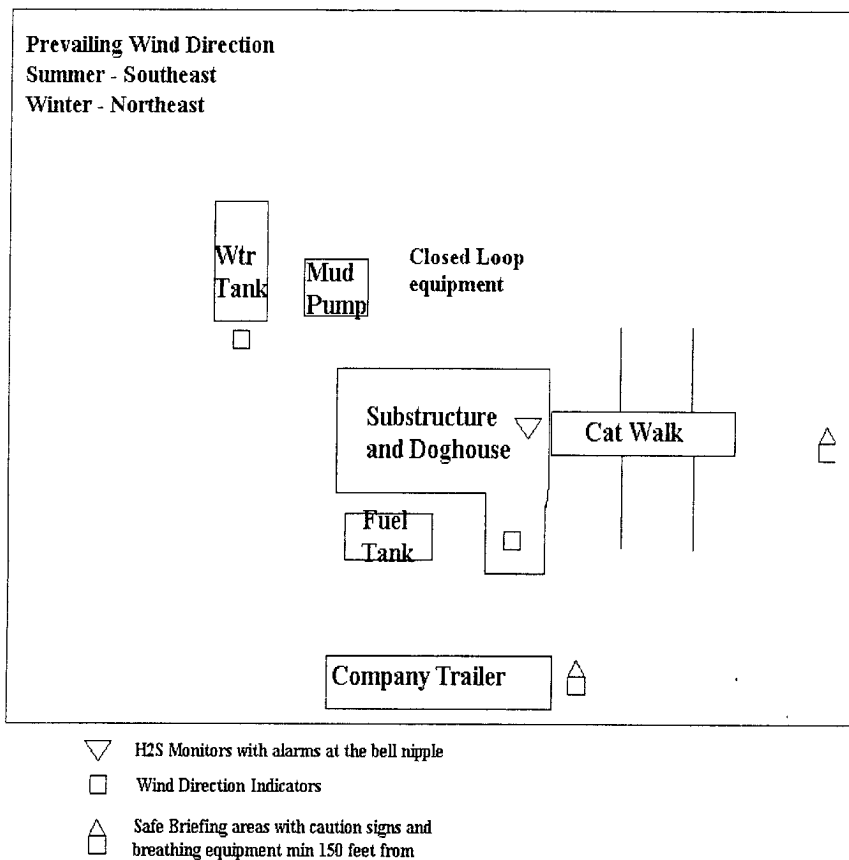 Prevailing Wind Direction
Summer - Southeast
Winter - Northeast
Wtr
Tank
Mud
Pump
Closed Loop
equipment
Substructure
and Doghouse
Cat Walk
Fuel
Tank
Company Trailer
H2S Monitors with alarms at the bell nipple
Wind Direction Indicators
Safe Briefing areas with caution signs and
breathing equipment min 150 feet from